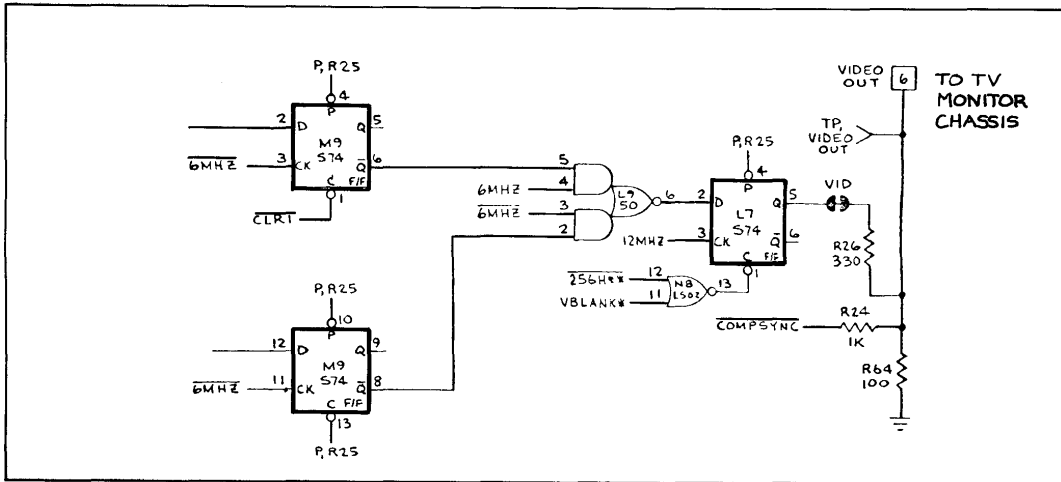 P,R25
4
P
2
D
M9
S74
Q
5
6MHZ
3
CK
Q
6
C
F/F
1
CLR1
5
4
6MHZ
6MHZ
3
2
L9
50
6
P,R25
4
P
2
D
L7
S74
Q
5
12MHZ
3
CK
Q
6
C
F/F
1
256H**
12
VBLANK*
11
N8
LS02
13
VID
R26
330
VIDEO
OUT
6
TO TV
MONITOR
CHASSIS
TP,
VIDEO
OUT
COMPSYNC
R24
1K
R64
100
P,R25
10
P
12
D
M9
S74
Q
9
6MHZ
11
CK
Q
8
C
F/F
13
P,R25